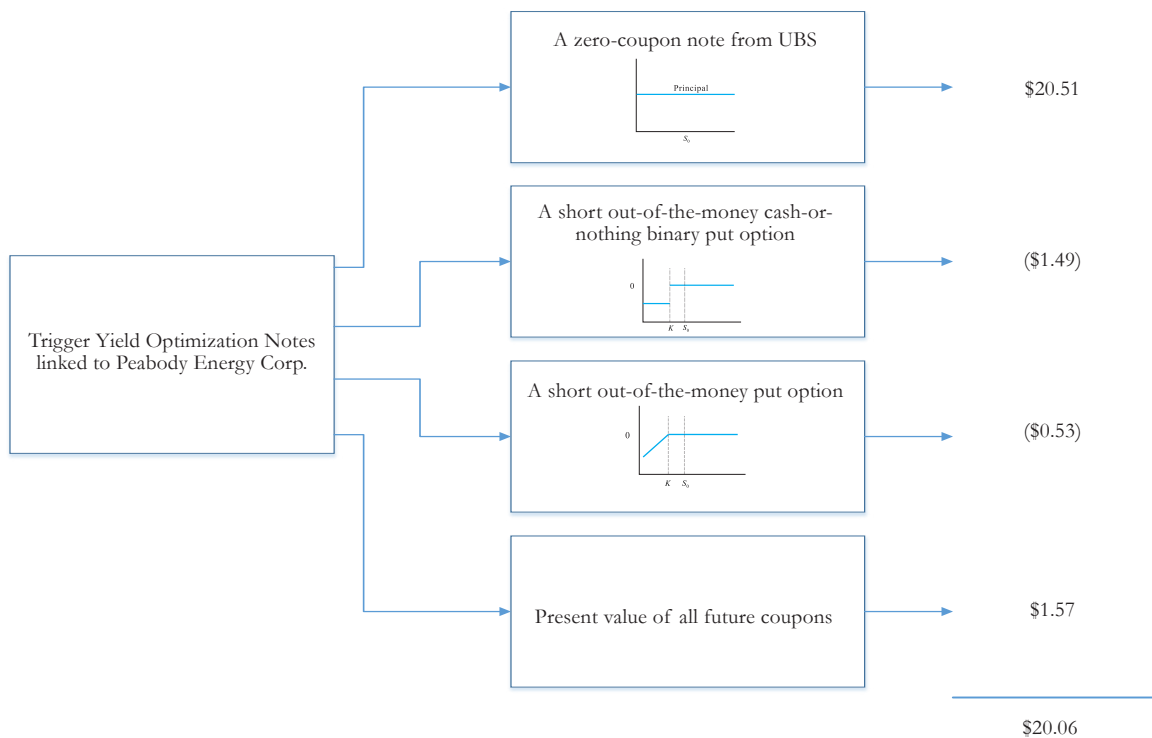 A zero-coupon note from UBS
Principal
S₀
$20.51
A short out-of-the-money cash-or-
nothing binary put option
0
K S₀
($1.49)
Trigger Yield Optimization Notes
linked to Peabody Energy Corp.
A short out-of-the-money put option
0
K S₀
($0.53)
Present value of all future coupons
$1.57
$20.06